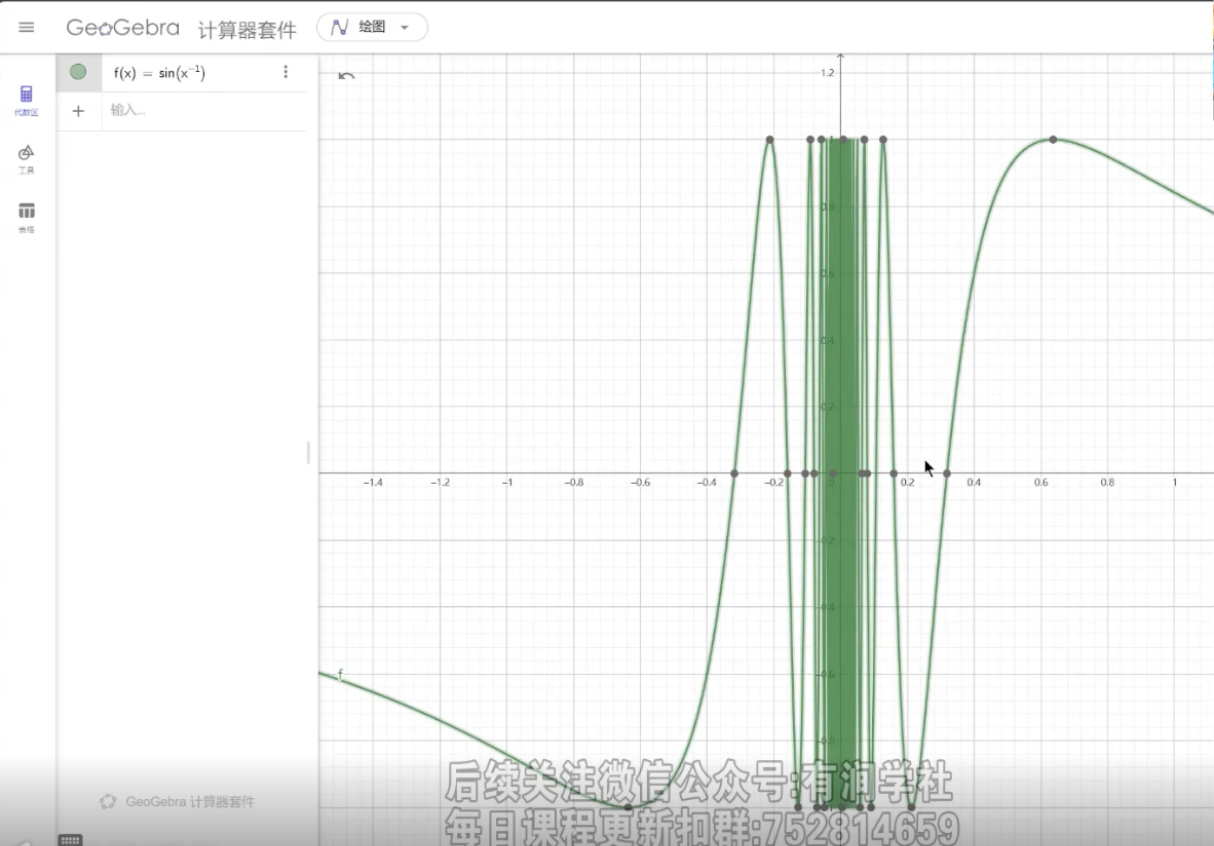 GeoGebra 计算器套件 绘图
f(x) = sin(x⁻¹)
输入...
代数区
工具
表格
1.2
1
0.8
0.6
0.4
0.2
-1.4 -1.2 -1 -0.8 -0.6 -0.4 -0.2 0 0.2 0.4 0.6 0.8 1
-0.2
-0.4
-0.6
-0.8
f
GeoGebra 计算器套件
后续关注微信公众号:有润学社
每日课程更新扣群:752814659